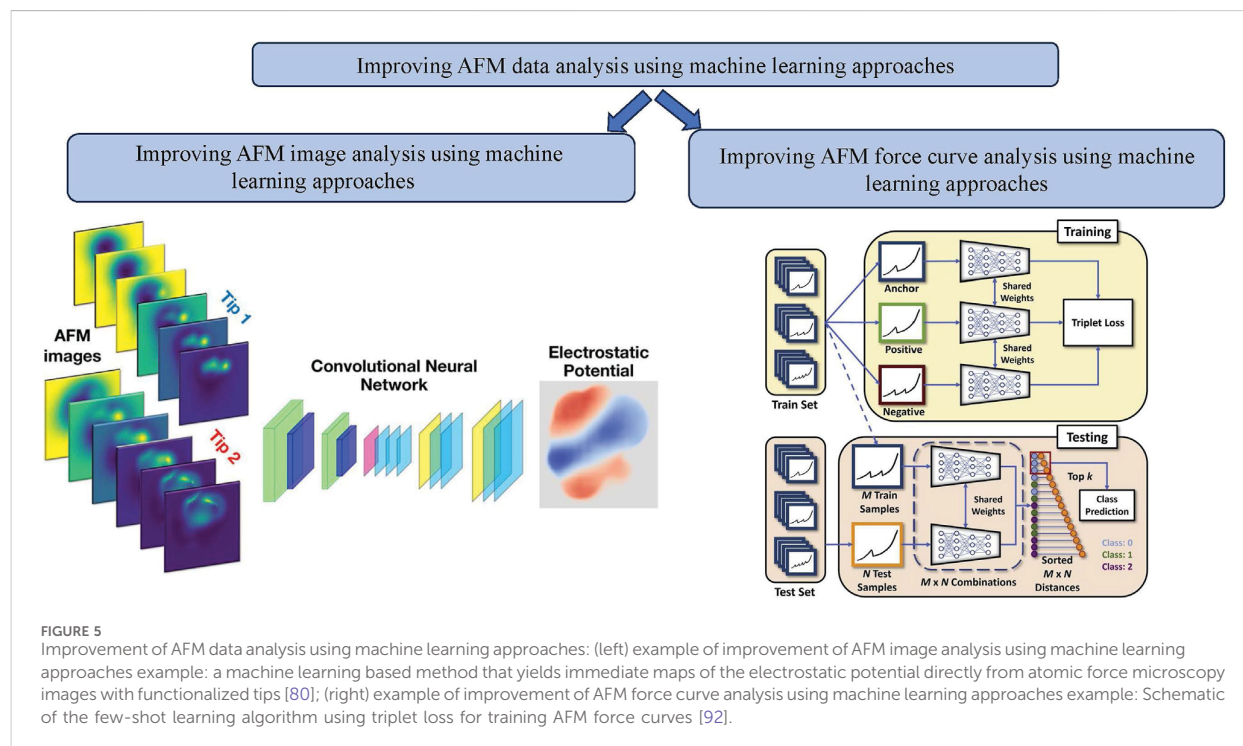 Improving AFM data analysis using machine learning approaches
Improving AFM image analysis using machine
learning approaches
Improving AFM force curve analysis using machine
learning approaches
AFM
images
Tip 1
Tip 2
Convolutional Neural
Network
Electrostatic
Potential
Training
Train Set
Anchor
Positive
Negative
Shared
Weights
Shared
Weights
Triplet Loss
Testing
Test Set
M Train
Samples
N Test
Samples
Shared
Weights
M x N Combinations
Top k
Class
Prediction
Class: 0
Class: 1
Class: 2
Sorted
M x N
Distances
FIGURE 5
Improvement of AFM data analysis using machine learning approaches: (left) example of improvement of AFM image analysis using machine learning
approaches example: a machine learning based method that yields immediate maps of the electrostatic potential directly from atomic force microscopy
images with functionalized tips [80]; (right) example of improvement of AFM force curve analysis using machine learning approaches example: Schematic
of the few-shot learning algorithm using triplet loss for training AFM force curves [92].